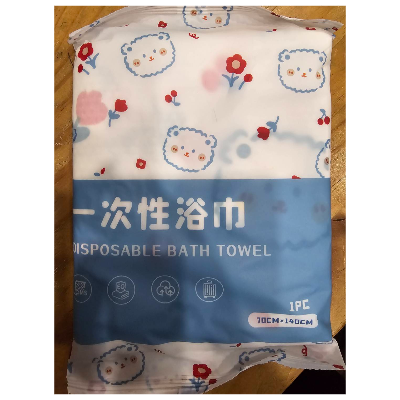 一次性浴巾
DISPOSABLE BATH TOWEL
1PC
70CM×140CM